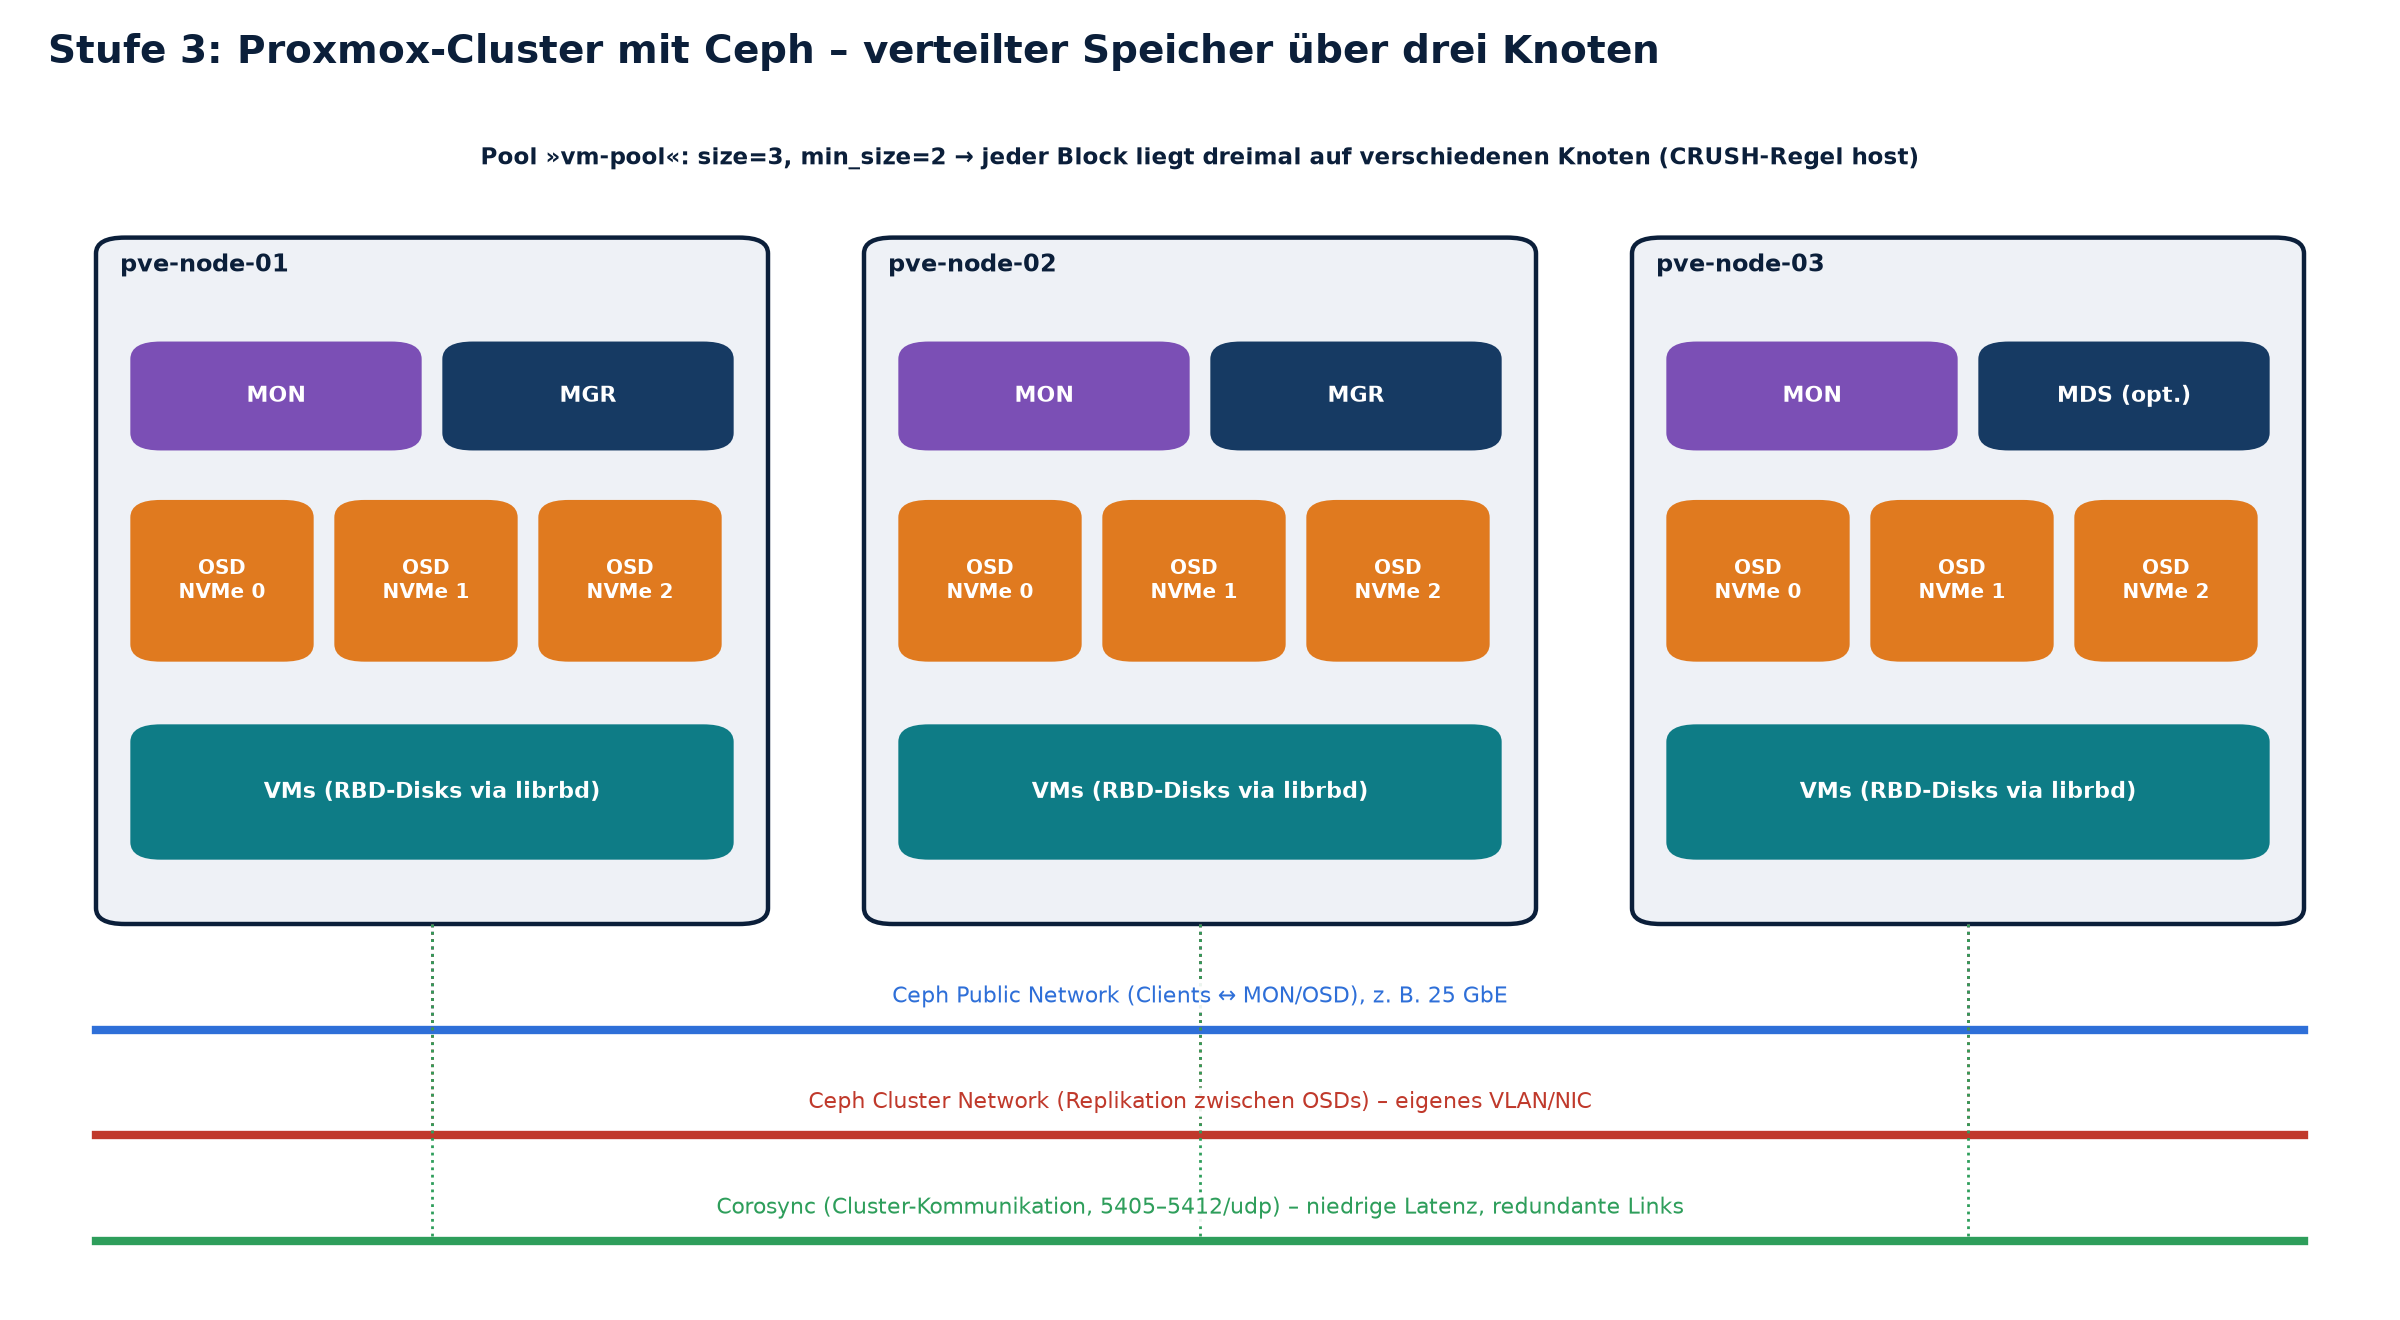 Stufe 3: Proxmox-Cluster mit Ceph – verteilter Speicher über drei Knoten
Pool »vm-pool«: size=3, min_size=2 → jeder Block liegt dreimal auf verschiedenen Knoten (CRUSH-Regel host)
pve-node-01
MON
MGR
OSD
NVMe 0
OSD
NVMe 1
OSD
NVMe 2
VMs (RBD-Disks via librbd)
pve-node-02
MON
MGR
OSD
NVMe 0
OSD
NVMe 1
OSD
NVMe 2
VMs (RBD-Disks via librbd)
pve-node-03
MON
MDS (opt.)
OSD
NVMe 0
OSD
NVMe 1
OSD
NVMe 2
VMs (RBD-Disks via librbd)
Ceph Public Network (Clients ↔ MON/OSD), z. B. 25 GbE
Ceph Cluster Network (Replikation zwischen OSDs) – eigenes VLAN/NIC
Corosync (Cluster-Kommunikation, 5405–5412/udp) – niedrige Latenz, redundante Links